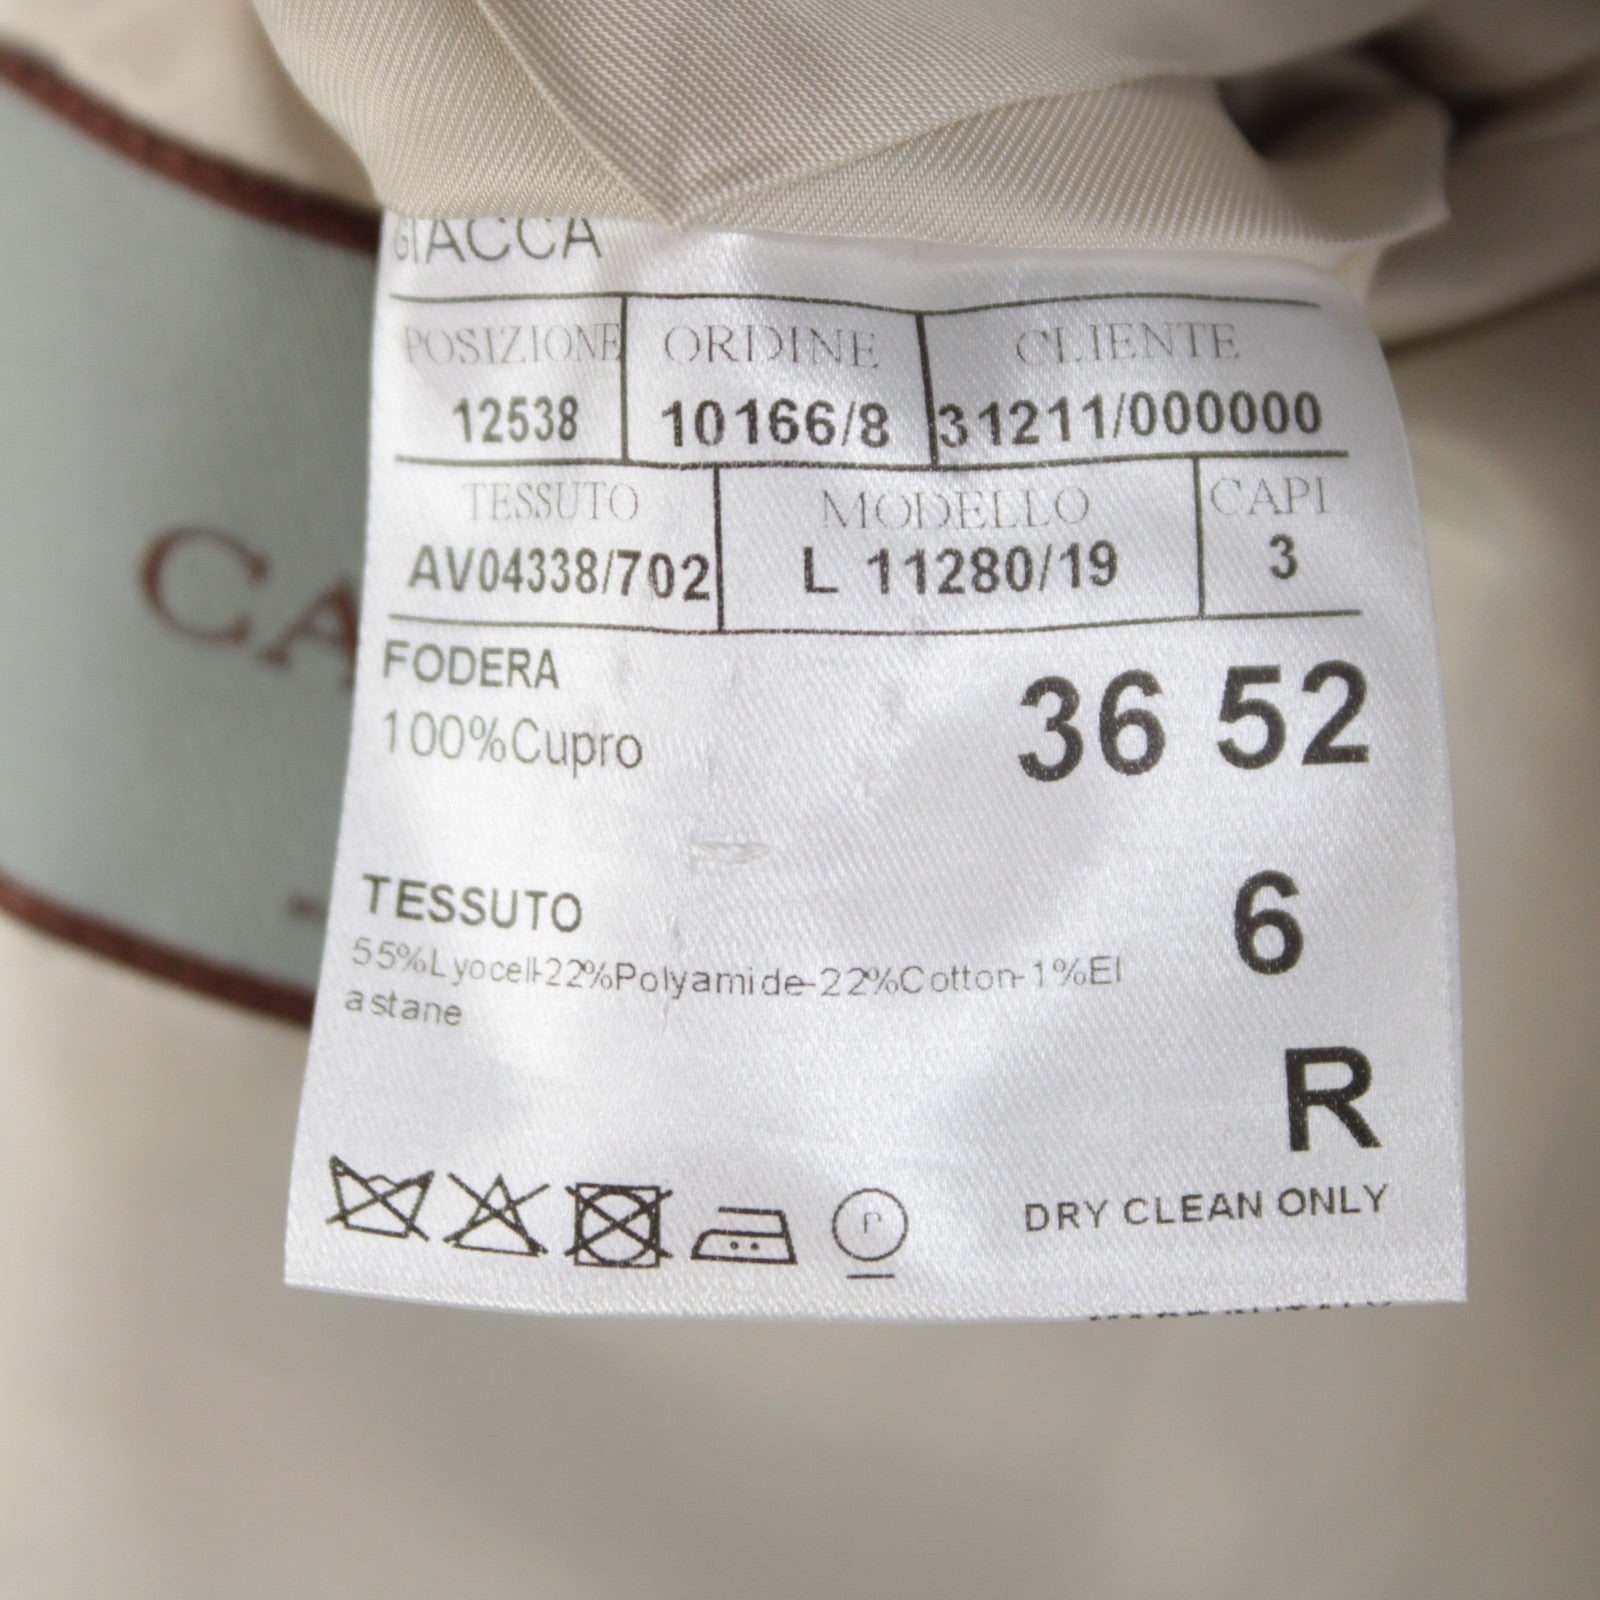 GIACCA
POSIZIONE ORDINE CLIENTE
12538 10166/8 31211/000000
TESSUTO MODELLO CAPI
AV04338/702 L 11280/19 3
FODERA
100%Cupro
36 52
TESSUTO
55%Lyocell-22%Polyamide-22%Cotton-1%El
astane
6
R
P
DRY CLEAN ONLY
CA